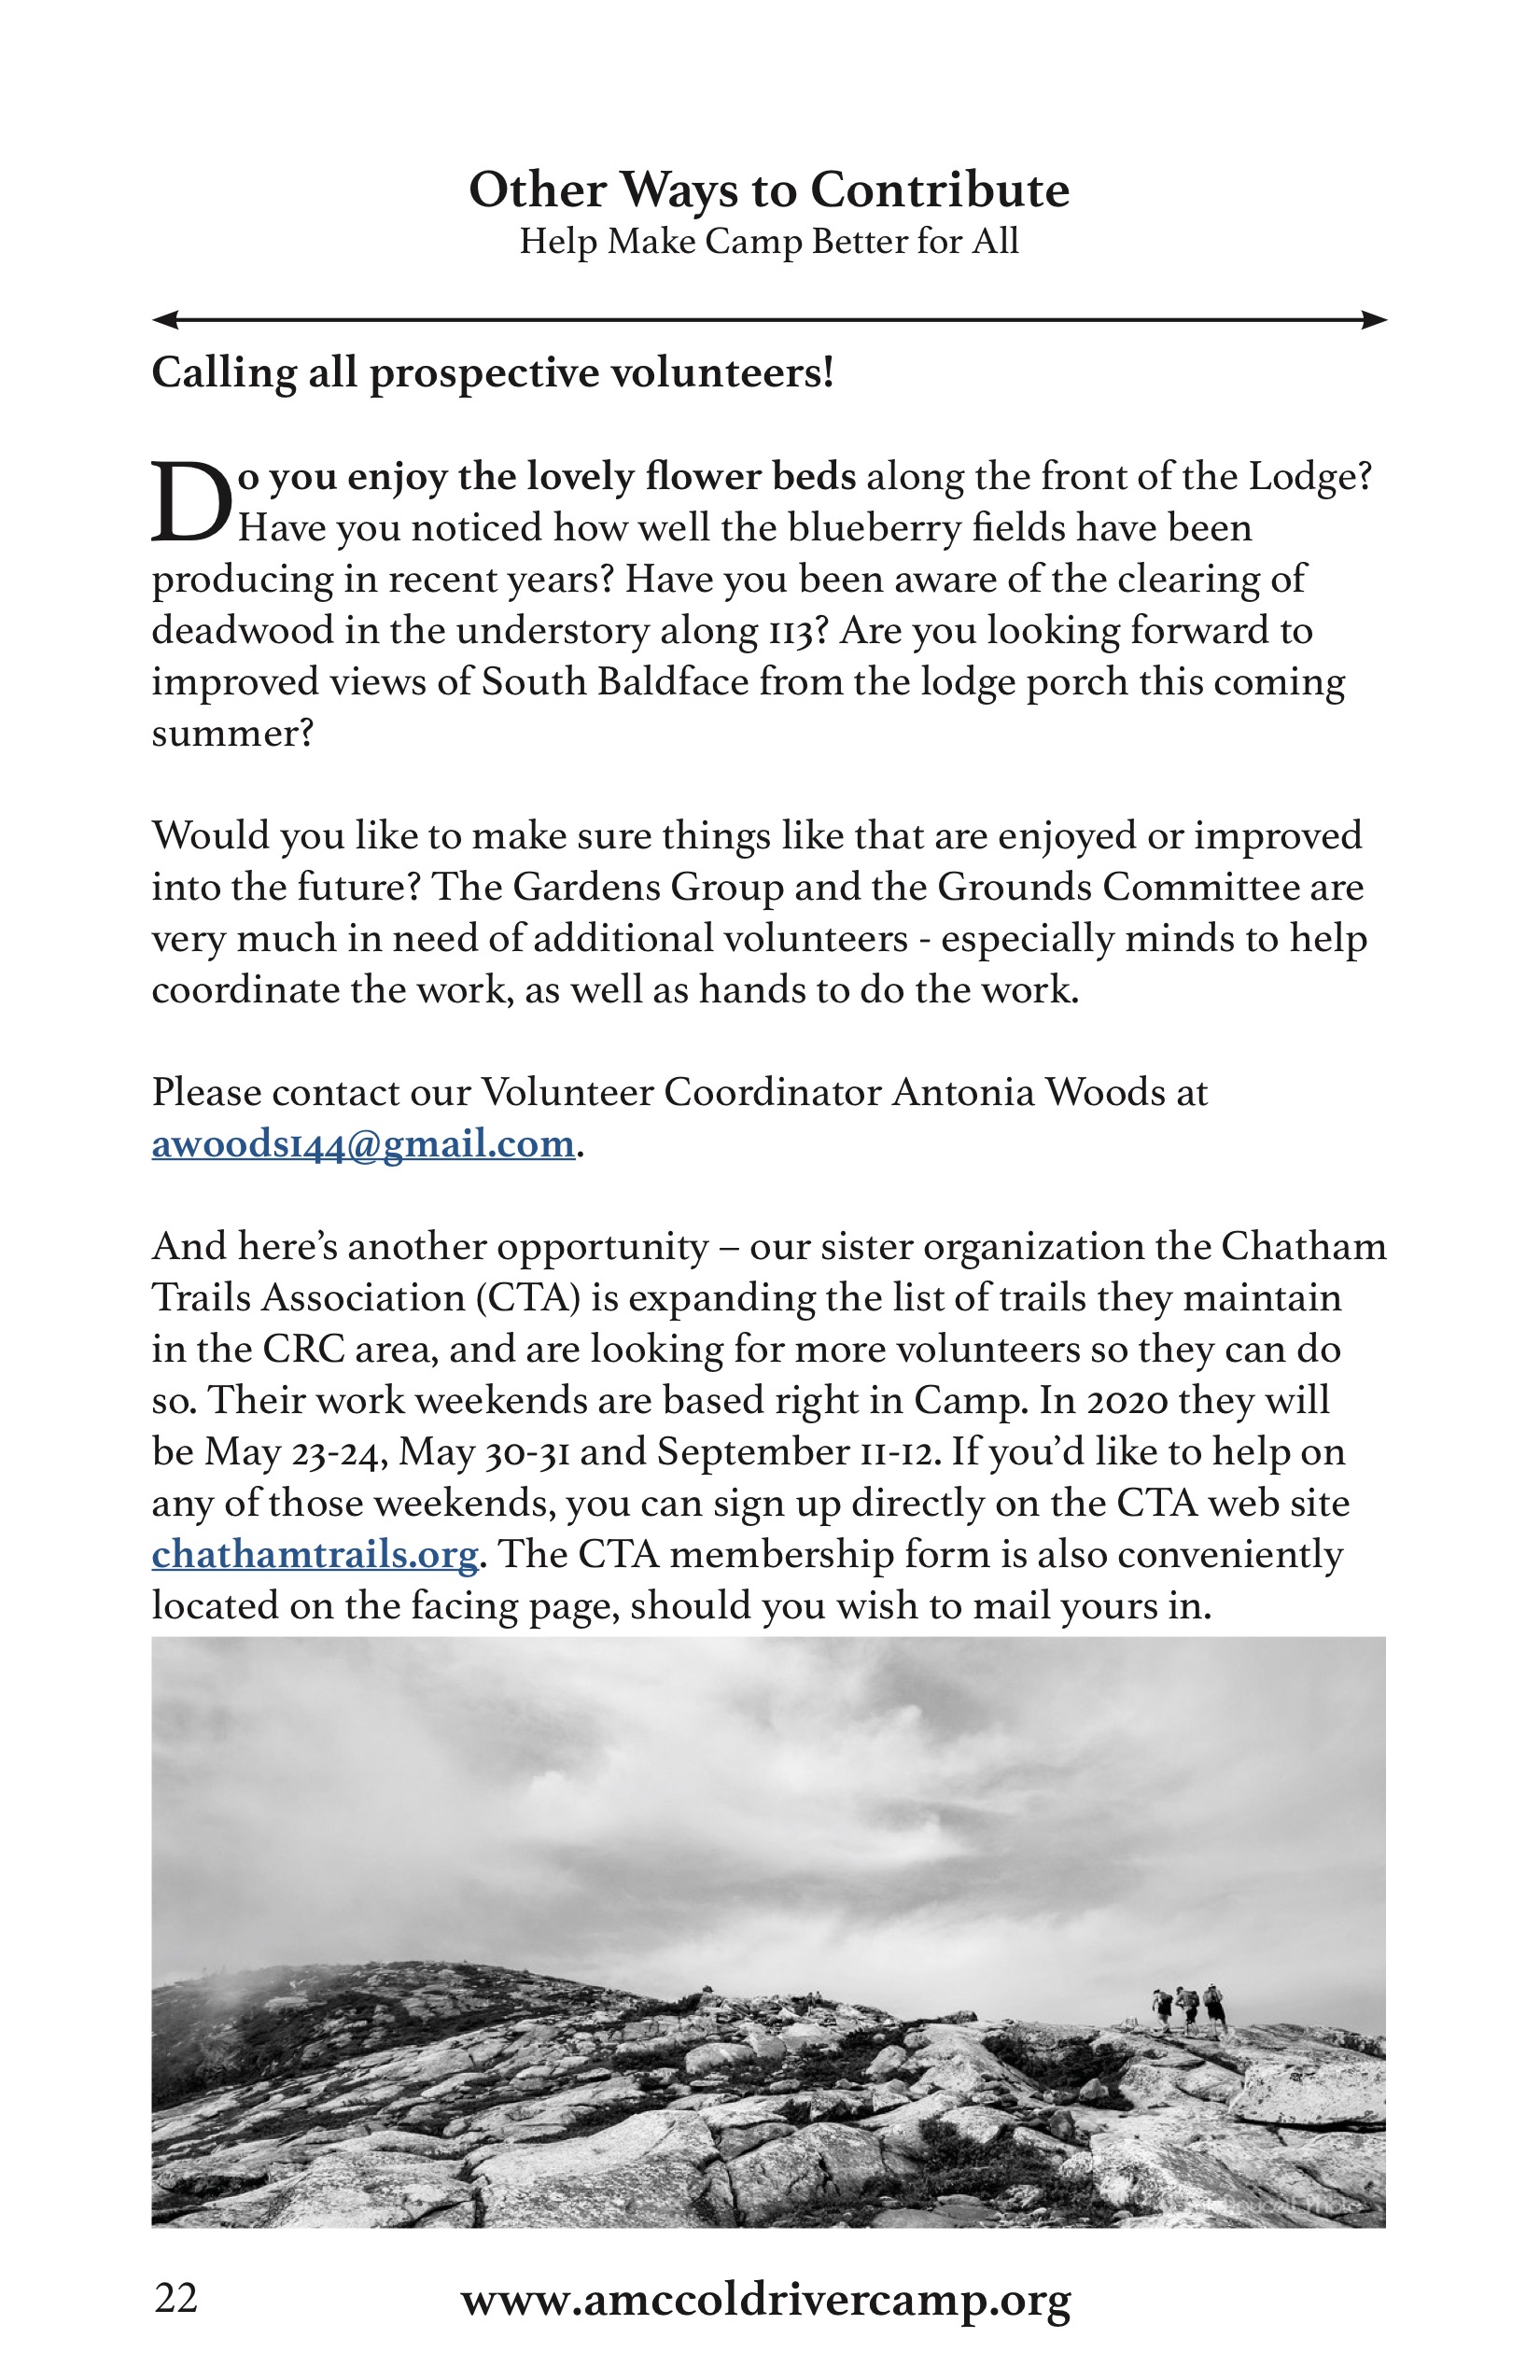 Other Ways to Contribute
Help Make Camp Better for All
Calling all prospective volunteers!
Do you enjoy the lovely flower beds along the front of the Lodge?
Have you noticed how well the blueberry fields have been
producing in recent years? Have you been aware of the clearing of
deadwood in the understory along 113? Are you looking forward to
improved views of South Baldface from the lodge porch this coming
summer?
Would you like to make sure things like that are enjoyed or improved
into the future? The Gardens Group and the Grounds Committee are
very much in need of additional volunteers - especially minds to help
coordinate the work, as well as hands to do the work.
Please contact our Volunteer Coordinator Antonia Woods at
awoods144@gmail.com.
And here’s another opportunity – our sister organization the Chatham
Trails Association (CTA) is expanding the list of trails they maintain
in the CRC area, and are looking for more volunteers so they can do
so. Their work weekends are based right in Camp. In 2020 they will
be May 23-24, May 30-31 and September 11-12. If you’d like to help on
any of those weekends, you can sign up directly on the CTA web site
chathamtrails.org. The CTA membership form is also conveniently
located on the facing page, should you wish to mail yours in.
22 www.amccoldrivercamp.org